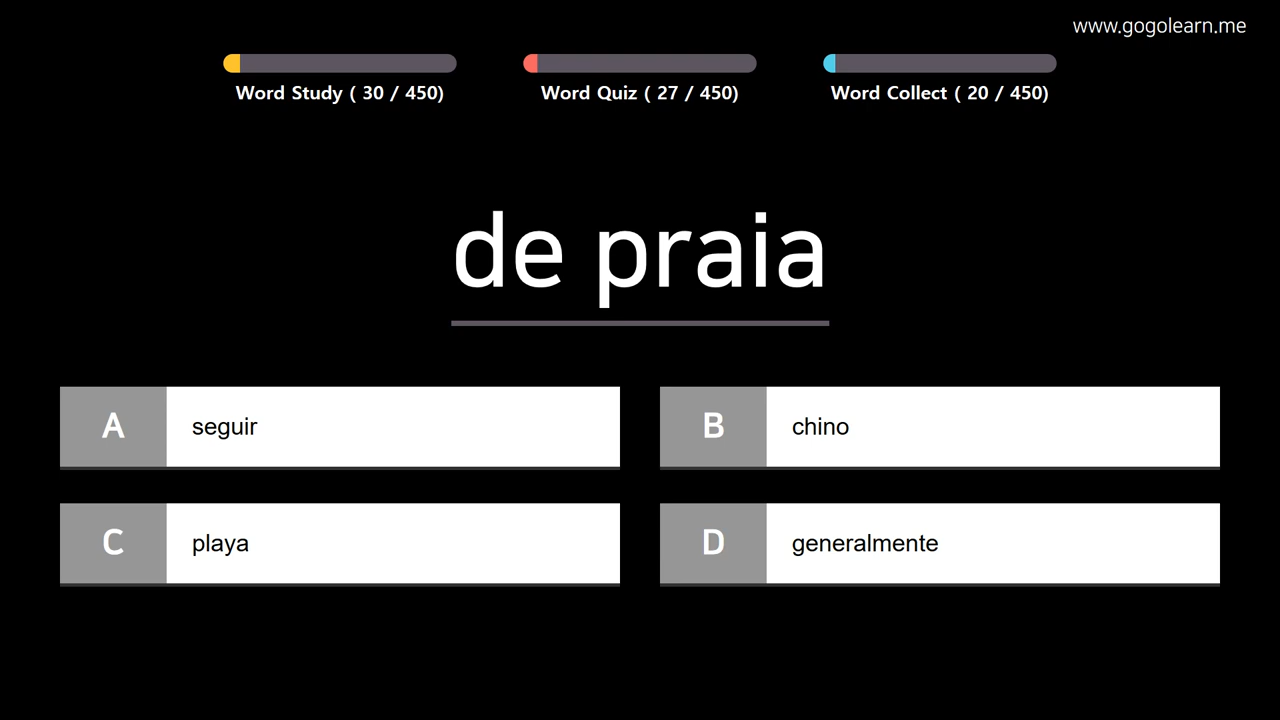 www.gogolearn.me
Word Study ( 30 / 450)
Word Quiz ( 27 / 450)
Word Collect ( 20 / 450)
de praia
A seguir
B chino
C playa
D generalmente